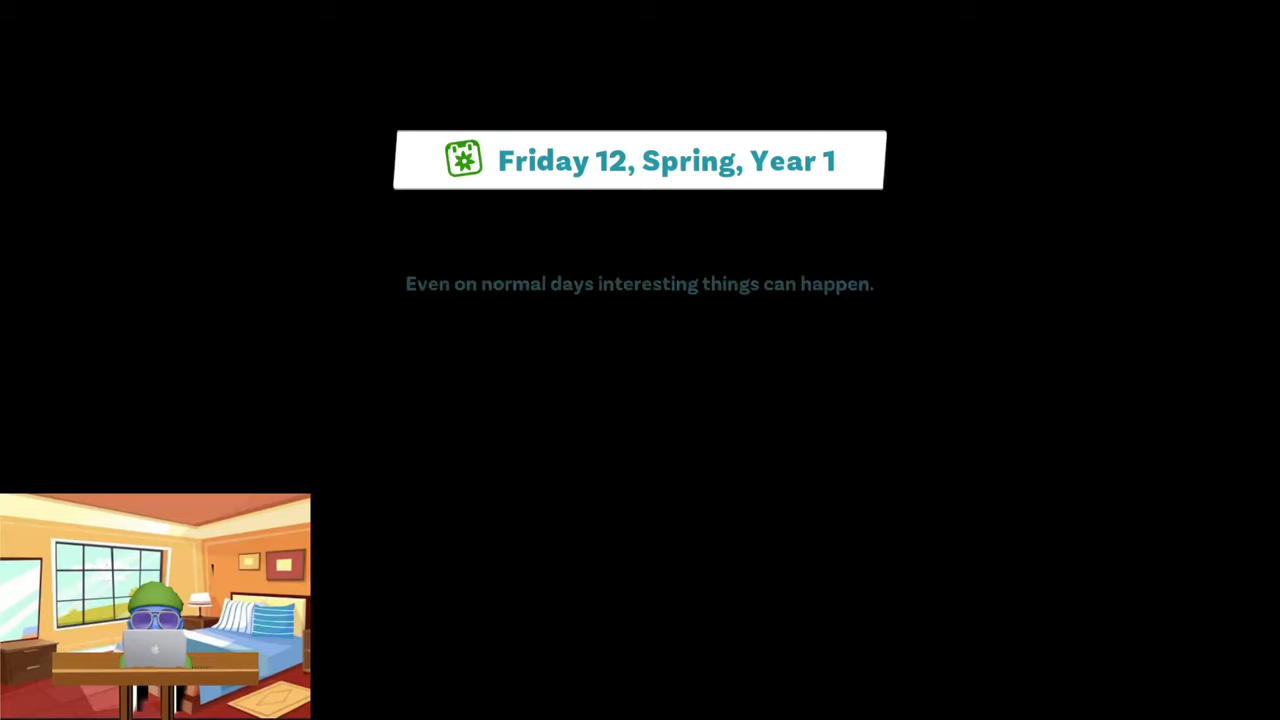 Friday 12, Spring, Year 1
Even on normal days interesting things can happen.